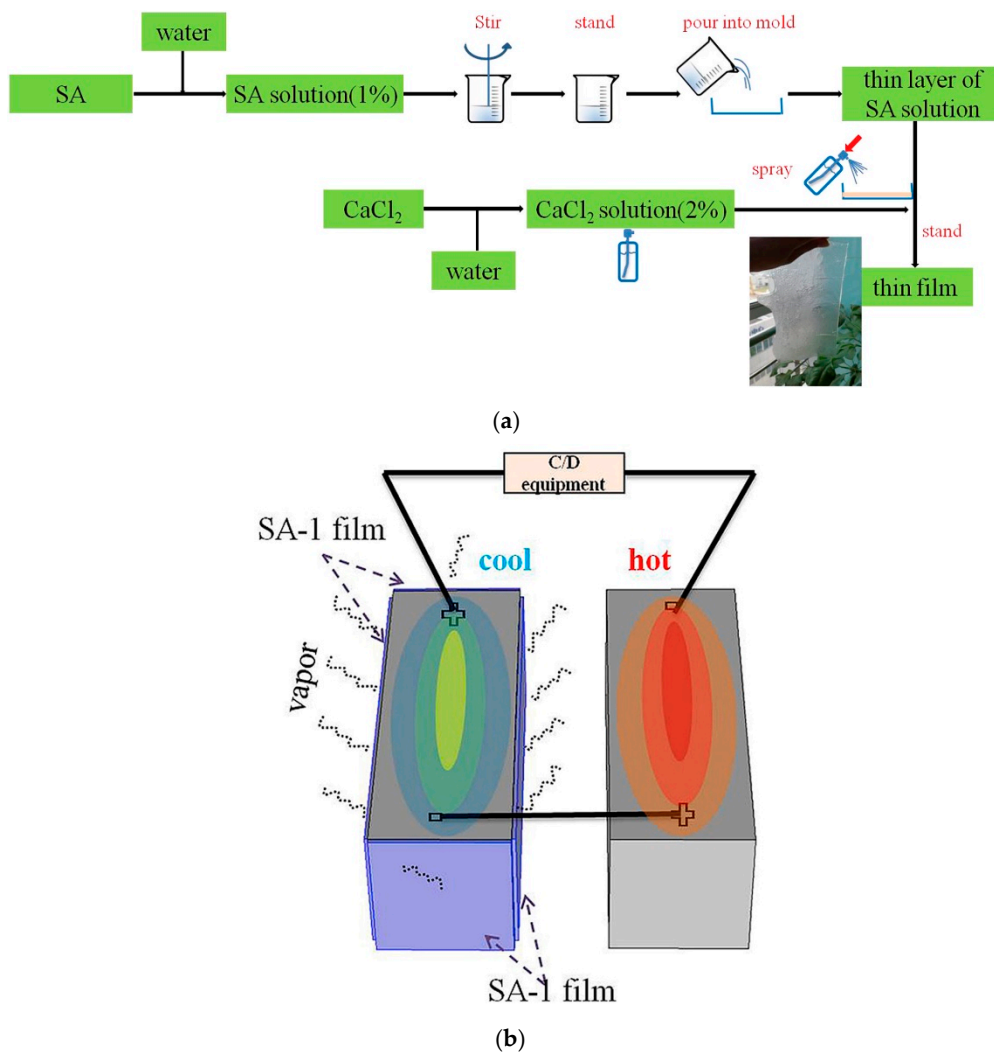 water
Stir
stand
pour into mold
SA
SA solution(1%)
thin layer of
SA solution
spray
CaCl₂
CaCl₂ solution(2%)
stand
water
thin film
(a)
C/D
equipment
SA-1 film
cool
hot
vapor
SA-1 film
(b)